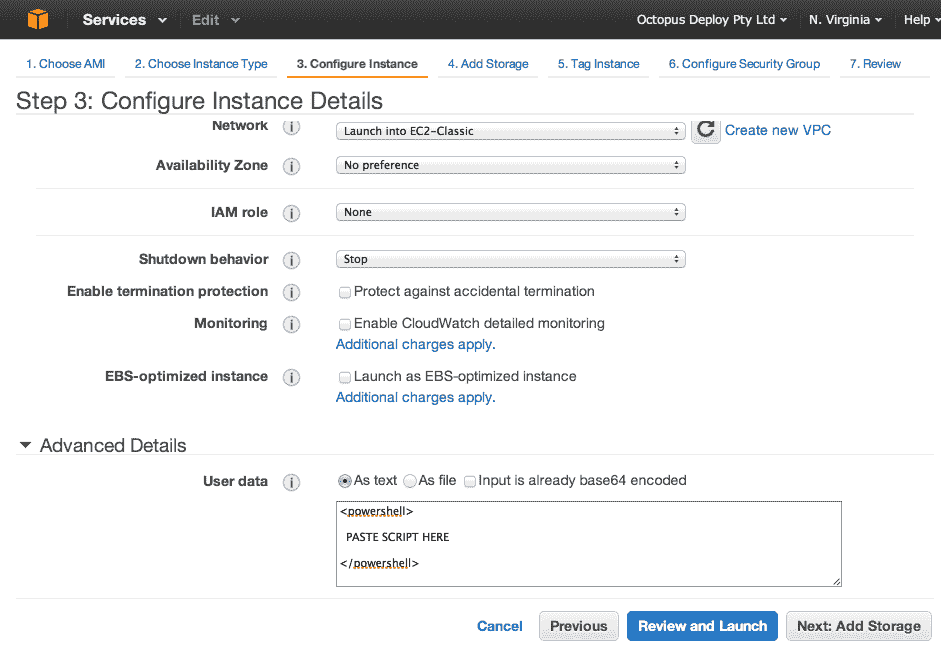 Services Edit Octopus Deploy Pty Ltd N. Virginia Help
1. Choose AMI 2. Choose Instance Type 3. Configure Instance 4. Add Storage 5. Tag Instance 6. Configure Security Group 7. Review
Step 3: Configure Instance Details
Network i Launch into EC2-Classic Create new VPC
Availability Zone i No preference
IAM role i None
Shutdown behavior i Stop
Enable termination protection i Protect against accidental termination
Monitoring i Enable CloudWatch detailed monitoring
Additional charges apply.
EBS-optimized instance i Launch as EBS-optimized instance
Additional charges apply.
Advanced Details
User data i As text As file Input is already base64 encoded
<powershell>
PASTE SCRIPT HERE
</powershell>
Cancel Previous Review and Launch Next: Add Storage